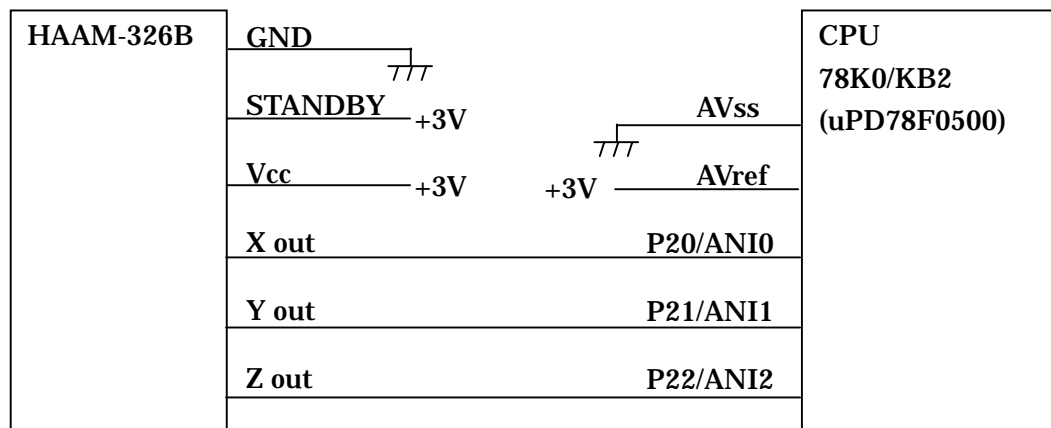 HAAM-326B
GND
STANDBY
+3V
Vcc
+3V
X out
Y out
Z out
AVss
+3V
AVref
P20/ANI0
P21/ANI1
P22/ANI2
CPU
78K0/KB2
(uPD78F0500)